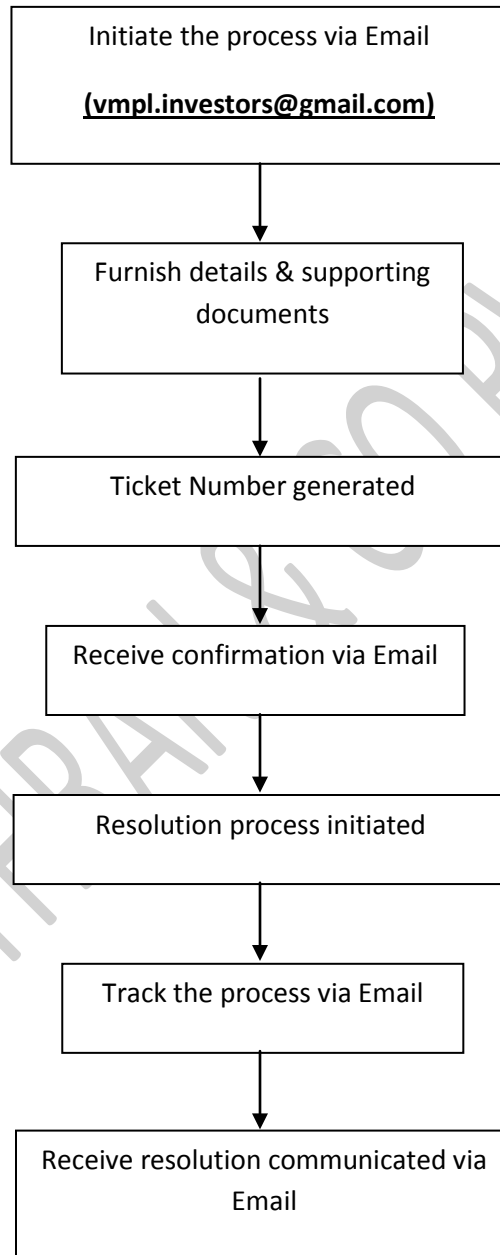 Initiate the process via Email
(vmpl.investors@gmail.com)
Furnish details & supporting
documents
Ticket Number generated
Receive confirmation via Email
Resolution process initiated
Track the process via Email
Receive resolution communicated via
Email